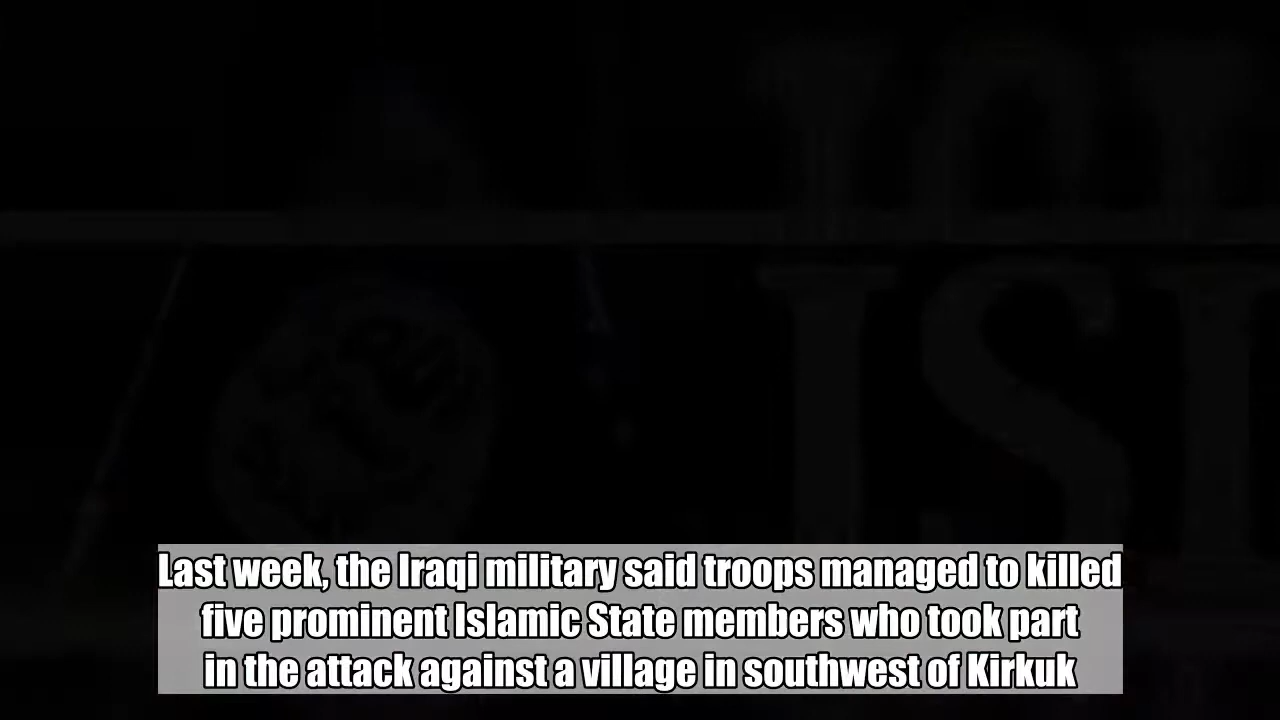 Last week, the Iraqi military said troops managed to killed
five prominent Islamic State members who took part
in the attack against a village in southwest of Kirkuk